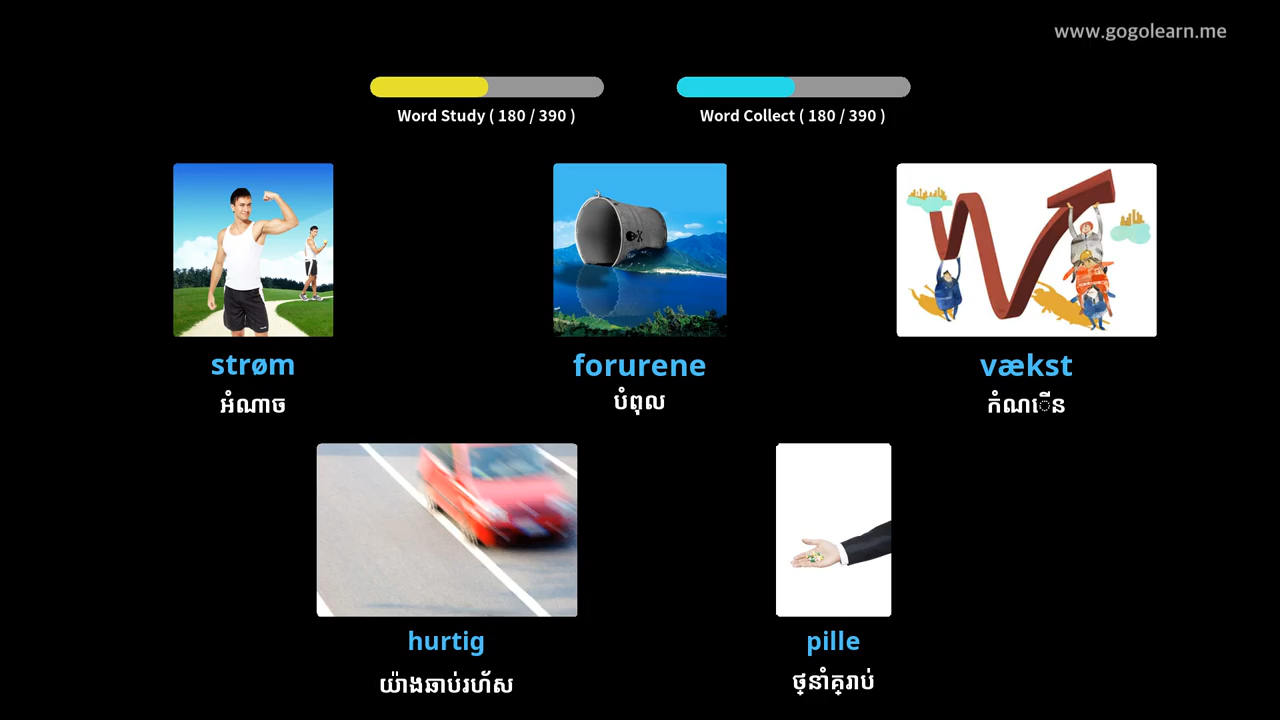 www.gogolearn.me
Word Study ( 180 / 390 )
Word Collect ( 180 / 390 )
strøm
អំណាច
forurene
បំពុល
vækst
កំណើន
hurtig
យ៉ាងឆាប់រហ័ស
pille
ថ្នាំគ្រាប់